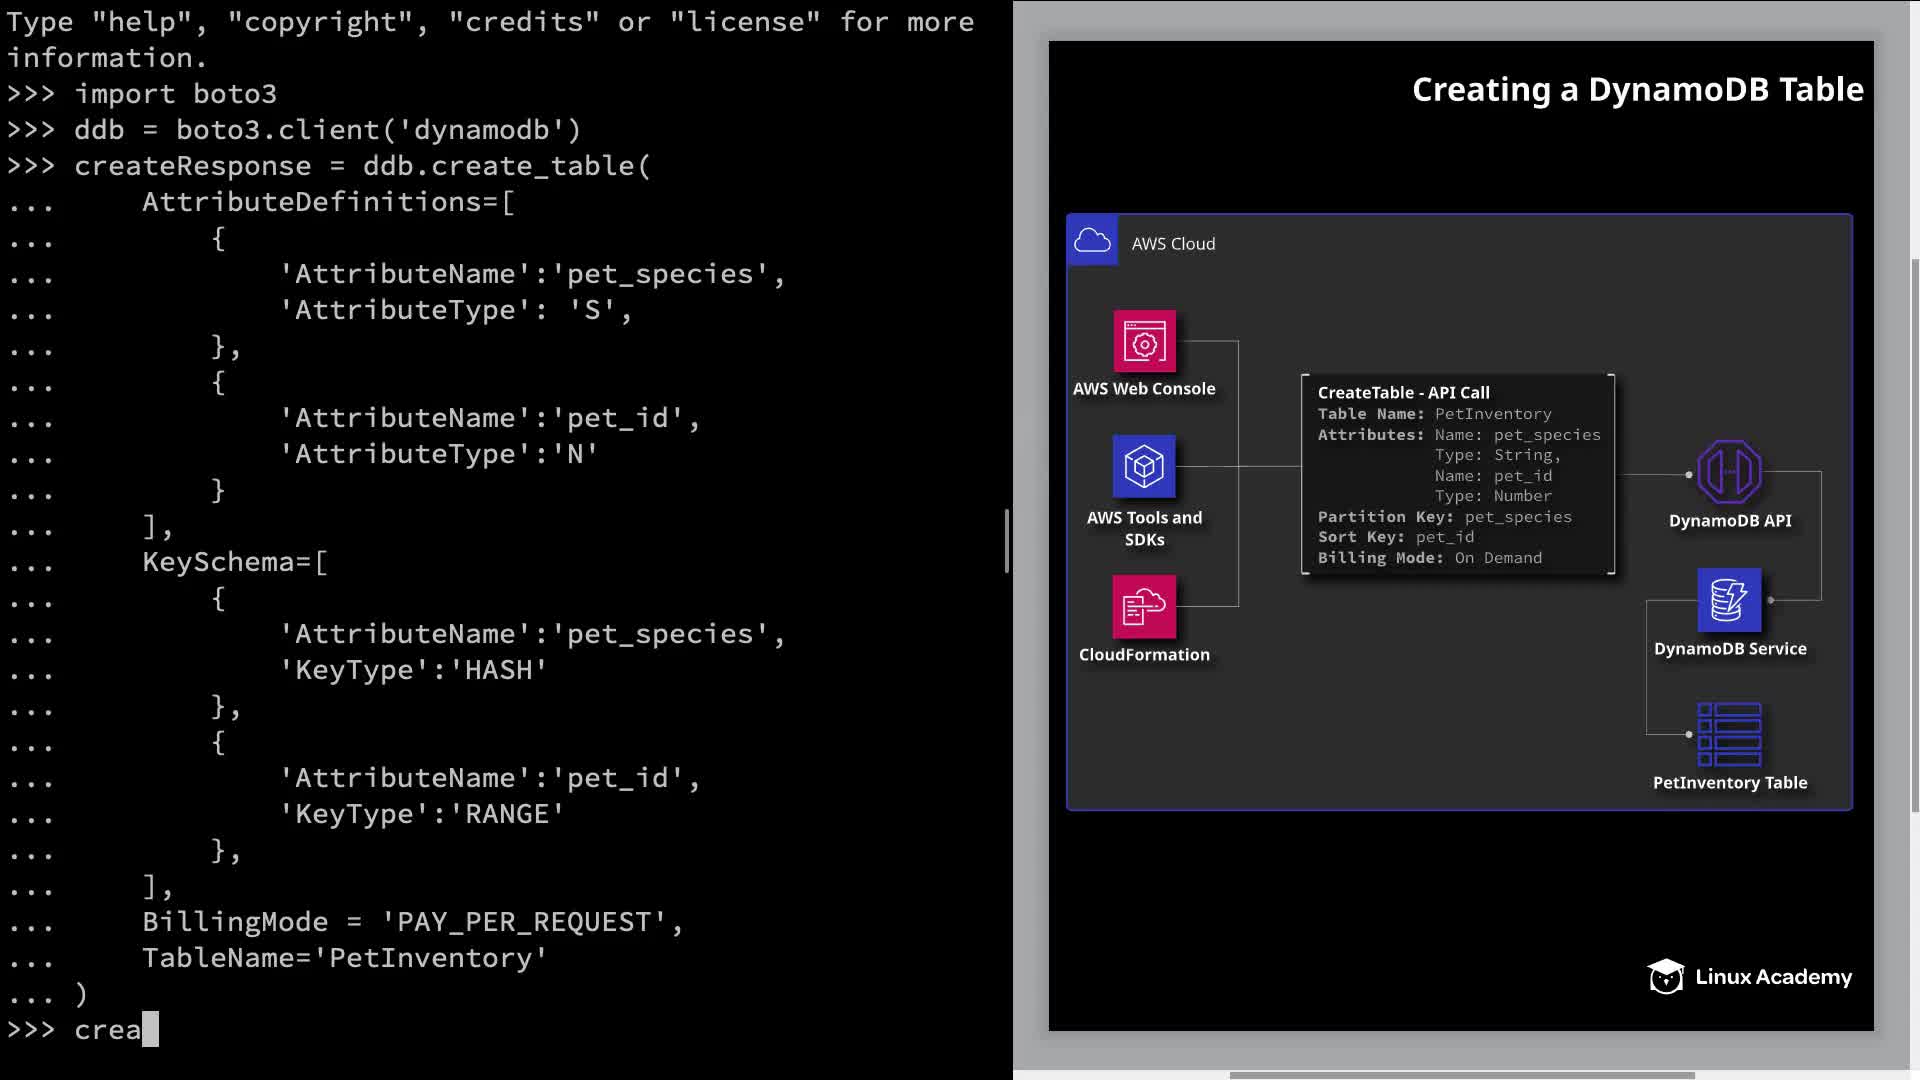 Type "help", "copyright", "credits" or "license" for more
information.
>>> import boto3
>>> ddb = boto3.client('dynamodb')
>>> createResponse = ddb.create_table(
...     AttributeDefinitions=[
...         {
...             'AttributeName':'pet_species',
...             'AttributeType': 'S',
...         },
...         {
...             'AttributeName':'pet_id',
...             'AttributeType':'N'
...         }
...     ],
...     KeySchema=[
...         {
...             'AttributeName':'pet_species',
...             'KeyType':'HASH'
...         },
...         {
...             'AttributeName':'pet_id',
...             'KeyType':'RANGE'
...         },
...     ],
...     BillingMode = 'PAY_PER_REQUEST',
...     TableName='PetInventory'
... )
>>> crea
Creating a DynamoDB Table
AWS Cloud
AWS Web Console
AWS Tools and
SDKs
CloudFormation
CreateTable - API Call
Table Name: PetInventory
Attributes: Name: pet_species
Type: String,
Name: pet_id
Type: Number
Partition Key: pet_species
Sort Key: pet_id
Billing Mode: On Demand
DynamoDB API
DynamoDB Service
PetInventory Table
Linux Academy